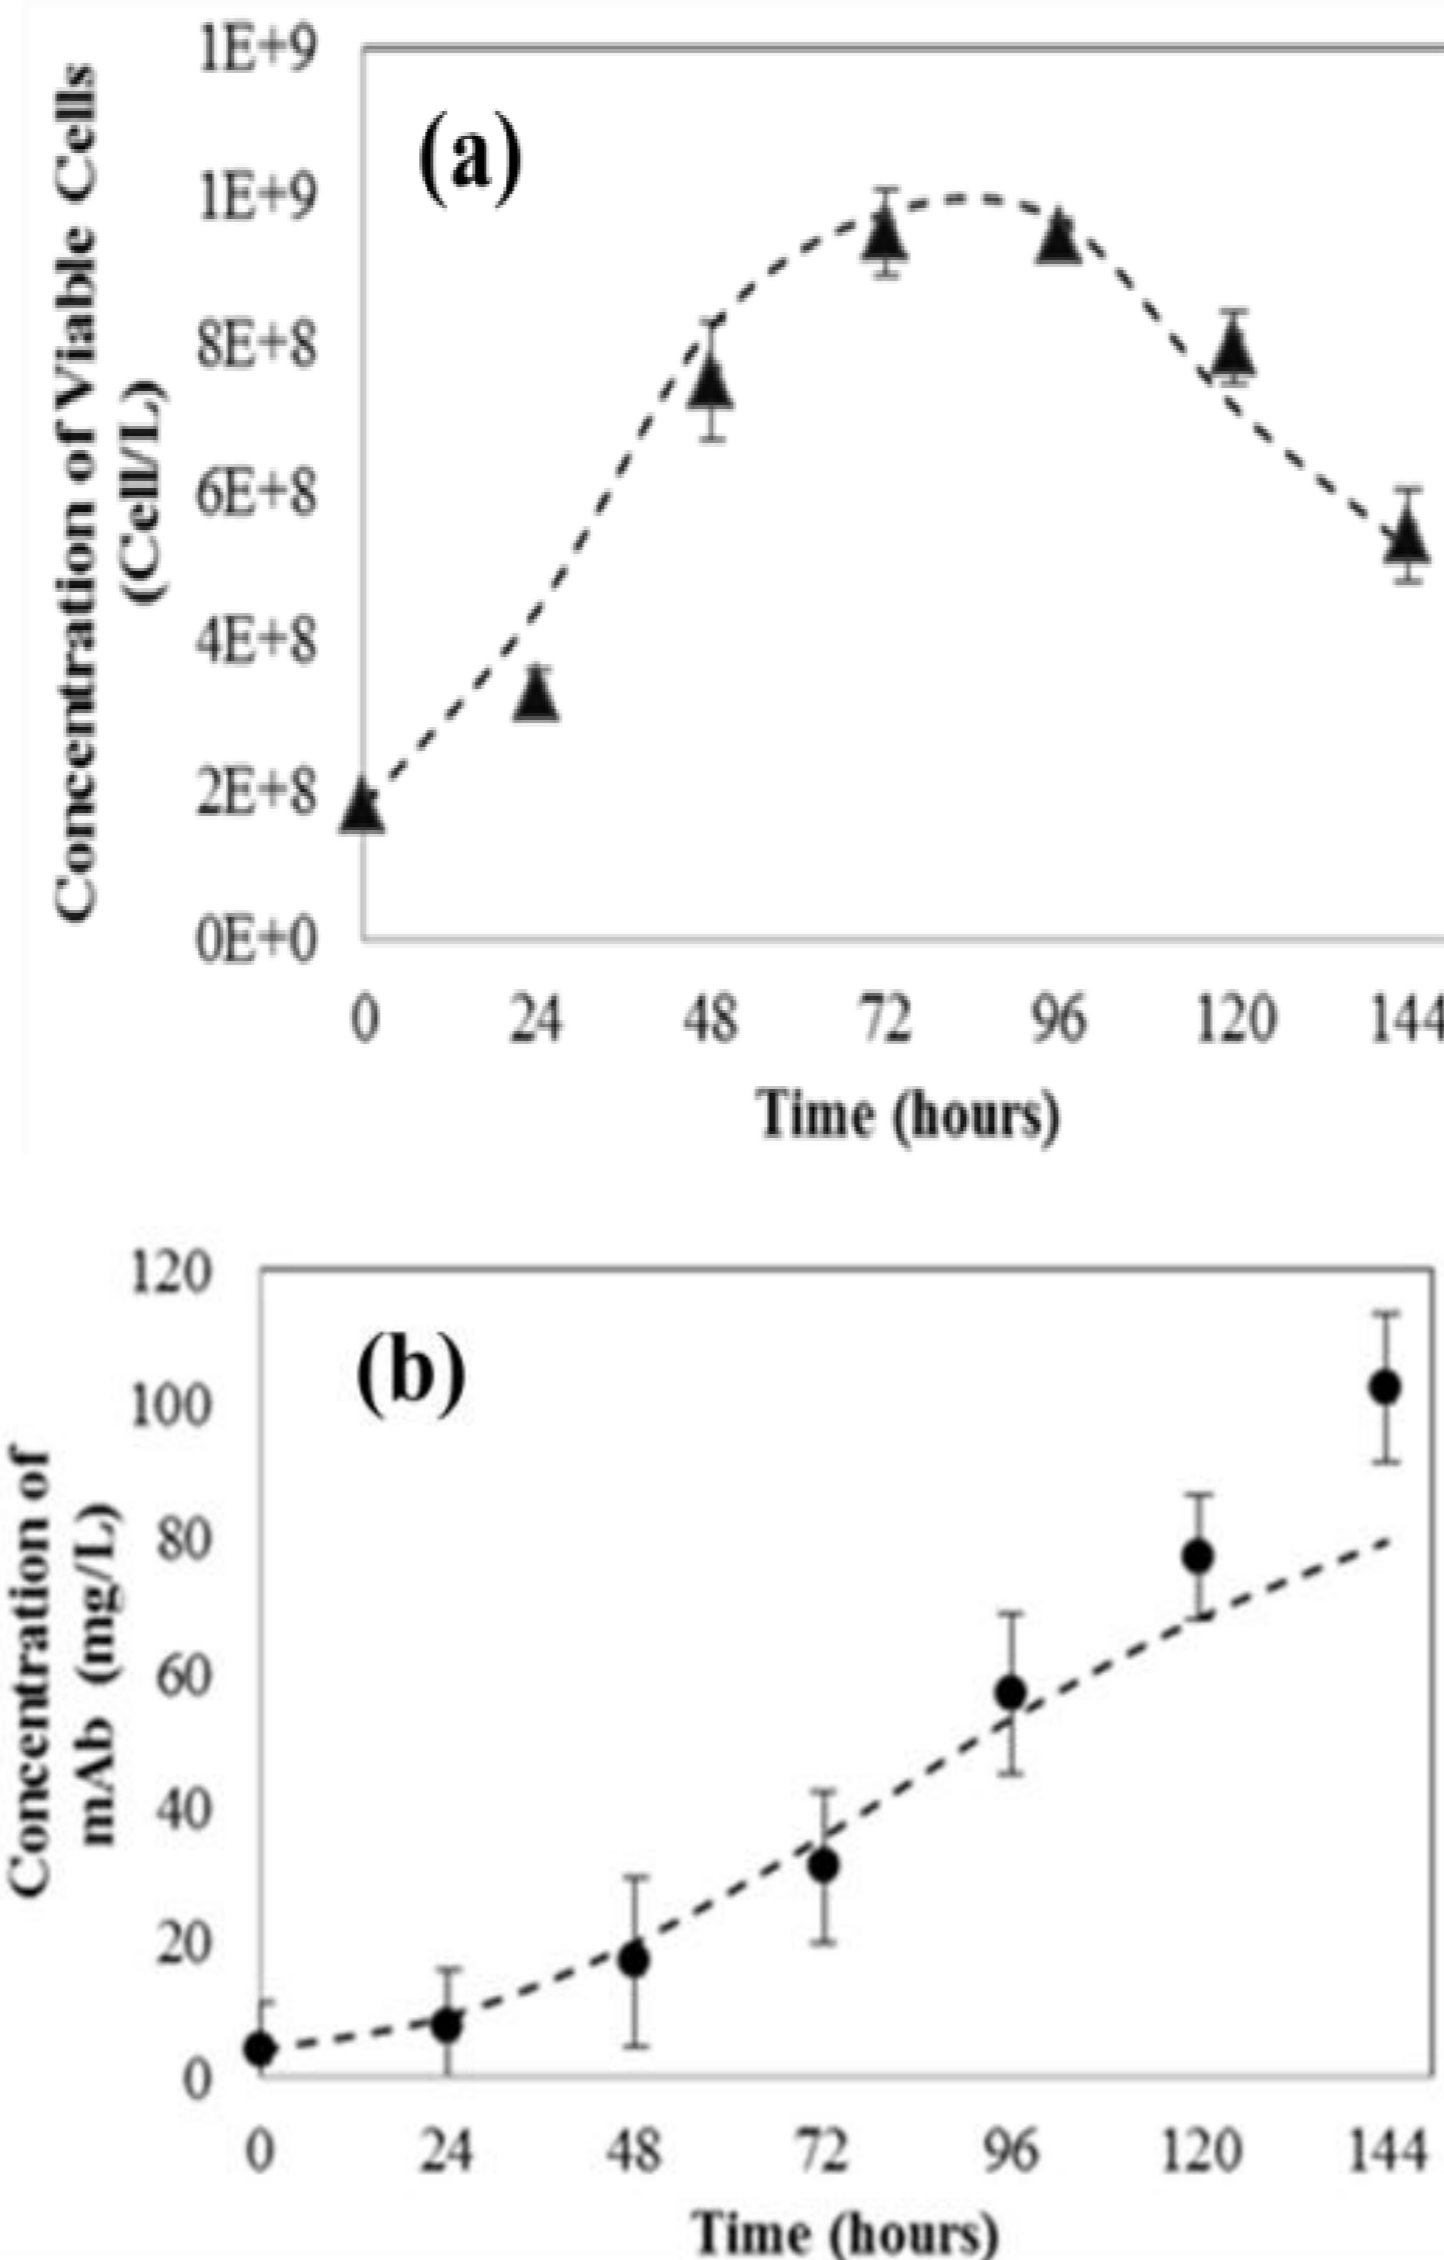 Concentration of Viable Cells
(Cell/L)
1E+9
(a)
1E+9
8E+8
6E+8
4E+8
2E+8
0E+0
0 24 48 72 96 120 144
Time (hours)
Concentration of
mAb (mg/L)
120
(b)
100
80
60
40
20
0
0 24 48 72 96 120 144
Time (hours)